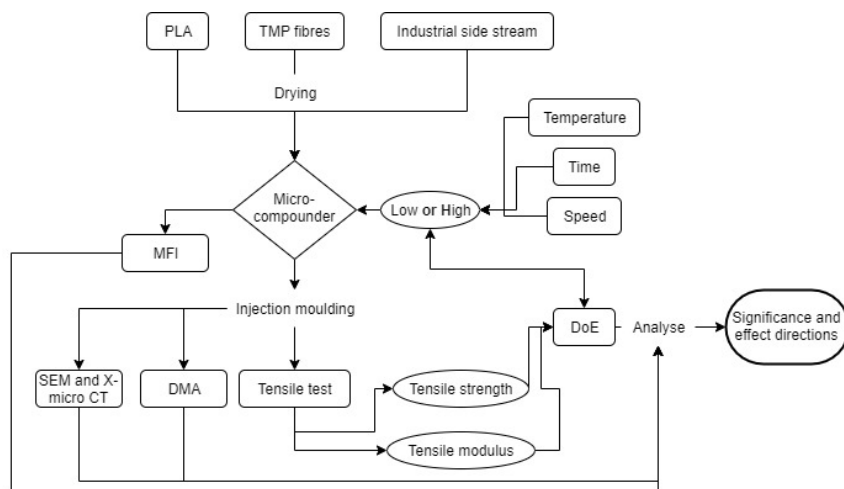 PLA
TMP fibres
Industrial side stream
Drying
Temperature
Time
Speed
Micro-
compounder
Low or High
MFI
Injection moulding
DoE
Analyse
Significance and
effect directions
SEM and X-
micro CT
DMA
Tensile test
Tensile strength
Tensile modulus